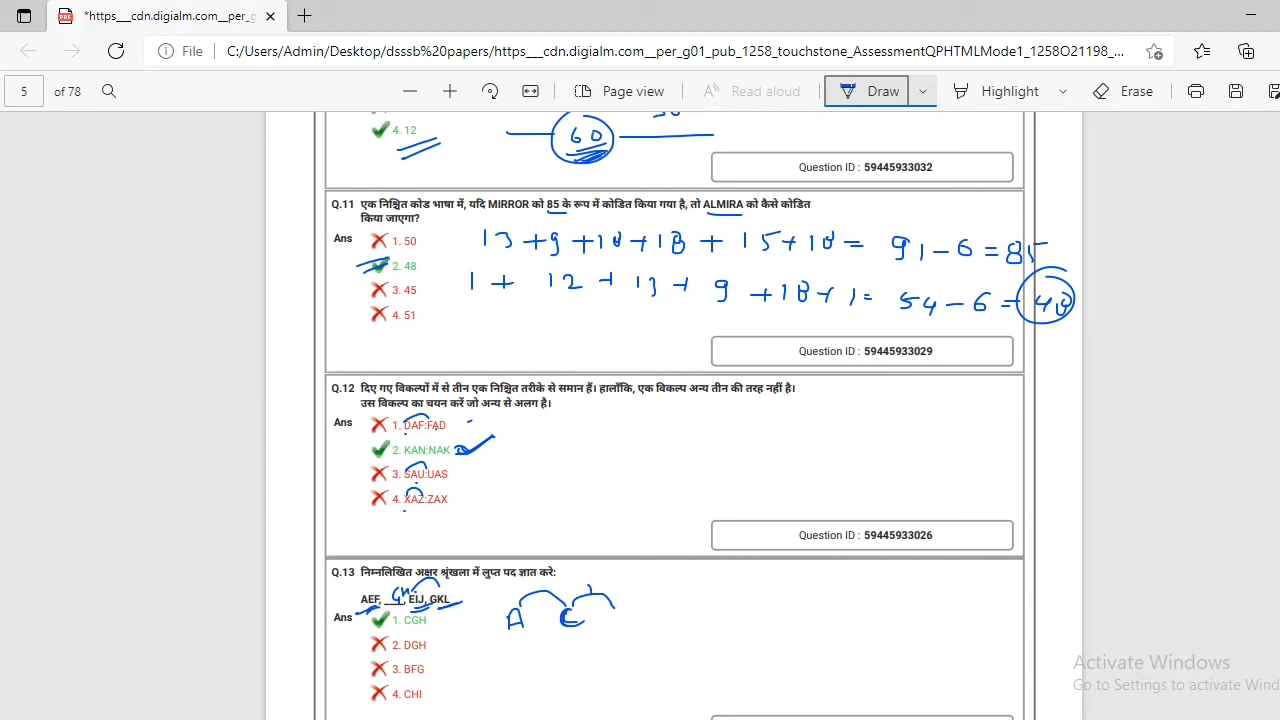 *https___cdn.digialm.com__per_g
File
C:/Users/Admin/Desktop/dsssb%20papers/https___cdn.digialm.com__per_g01_pub_1258_touchstone_AssessmentQPHTMLMode1_1258O21198_...
5 of 78
Page view
Read aloud
Draw
Highlight
Erase
4. 12
60
Question ID : 59445933032
Q.11 एक निश्चित कोड भाषा में, यदि MIRROR को 85 के रूप में कोडित किया गया है, तो ALMIRA को कैसे कोडित
किया जाएगा?
Ans
1. 50
13 +9 +18+18 + 15+18= 91-6=85
2. 48
1 + 12 + 13 + 9 +18+1= 54-6=48
3. 45
4. 51
Question ID : 59445933029
Q.12 दिए गए विकल्पों में से तीन एक निश्चित तरीके से समान हैं। हालाँकि, एक विकल्प अन्य तीन की तरह नहीं है।
उस विकल्प का चयन करें जो अन्य से अलग है।
Ans
1. DAF:FAD
2. KAN:NAK
3. SAU:UAS
4. XAZ:ZAX
Question ID : 59445933026
Q.13 निम्नलिखित अक्षर श्रृंखला में लुप्त पद ज्ञात करे:
AEF, ___, EIJ, GKL
A C
Ans
1. CGH
2. DGH
3. BFG
4. CHI
Activate Windows
Go to Settings to activate Wind